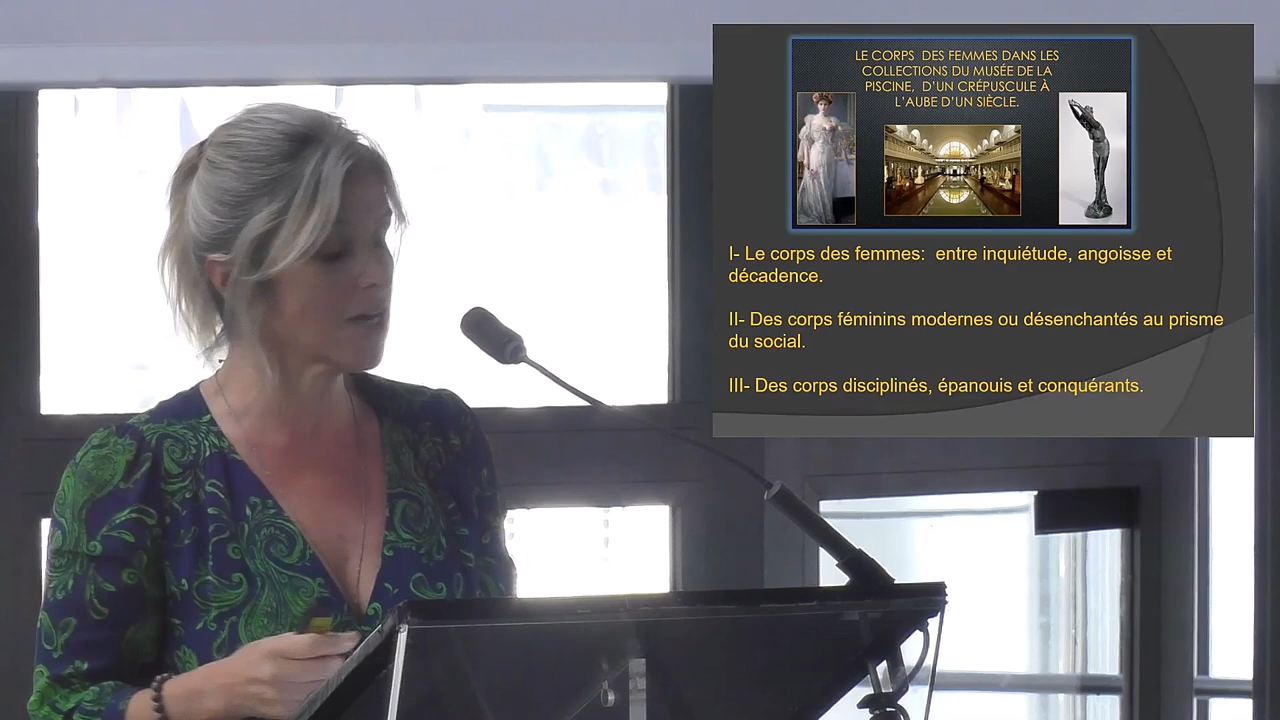 LE CORPS DES FEMMES DANS LES
COLLECTIONS DU MUSÉE DE LA
PISCINE, D'UN CRÉPUSCULE À
L'AUBE D'UN SIÈCLE.
I- Le corps des femmes: entre inquiétude, angoisse et
décadence.
II- Des corps féminins modernes ou désenchantés au prisme
du social.
III- Des corps disciplinés, épanouis et conquérants.